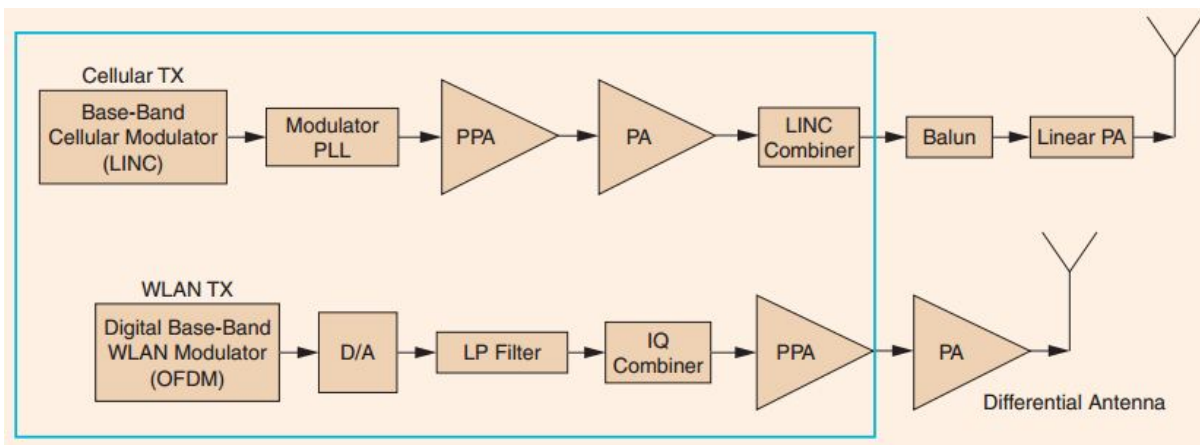 Cellular TX
Base-Band
Cellular Modulator
(LINC)
Modulator
PLL
PPA
PA
LINC
Combiner
Balun
Linear PA
WLAN TX
Digital Base-Band
WLAN Modulator
(OFDM)
D/A
LP Filter
IQ
Combiner
PPA
PA
Differential Antenna